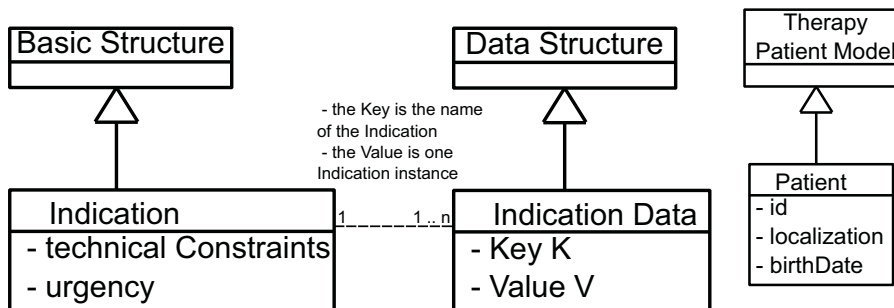 Basic Structure
Data Structure
Therapy
Patient Model
- the Key is the name
of the Indication
- the Value is one
Indication instance
Indication
- technical Constraints
- urgency
1
1 .. n
Indication Data
- Key K
- Value V
Patient
- id
- localization
- birthDate